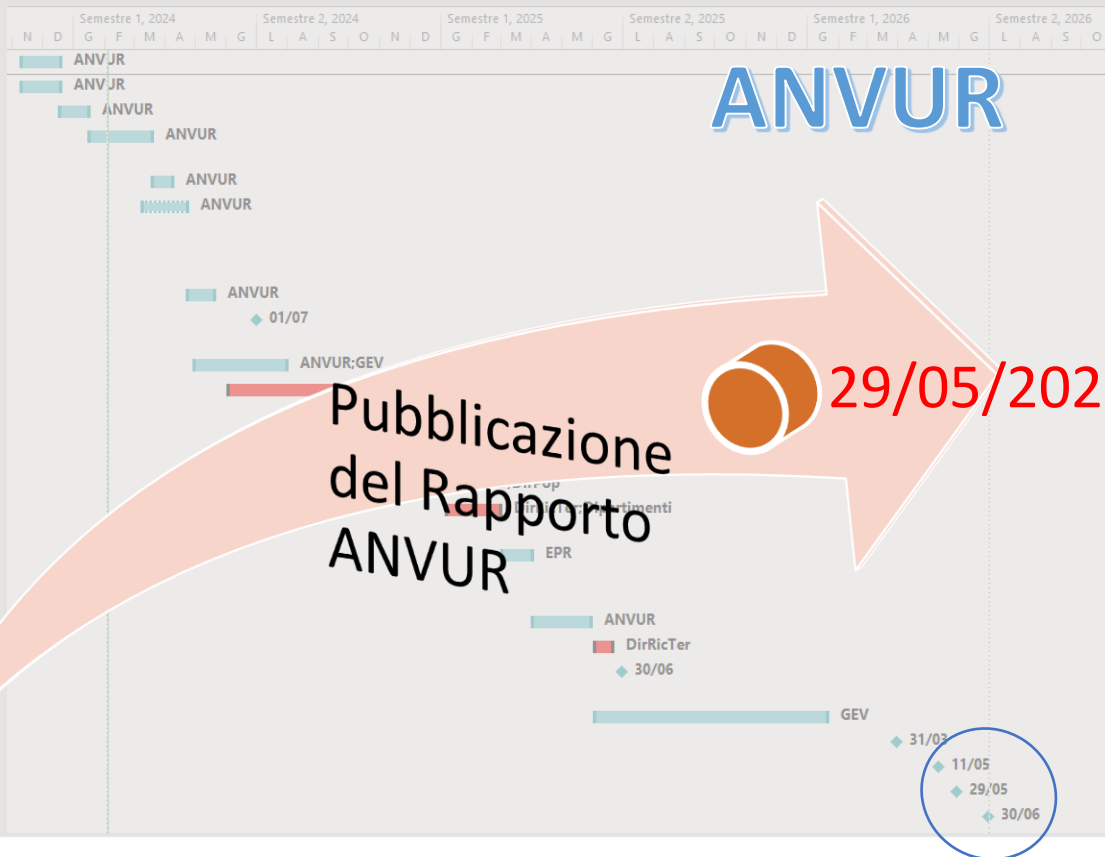 Semestre 1, 2024 Semestre 2, 2024 Semestre 1, 2025 Semestre 2, 2025 Semestre 1, 2026 Semestre 2, 2026
N D G F M A M G L A S O N D G F M A M G L A S O N D G F M A M G L A S O
ANVUR
ANVUR
ANVUR
ANVUR
ANVUR
ANVUR
ANVUR
ANVUR
01/07
ANVUR;GEV
29/05/202
Pubblicazione
del Rapporto
ANVUR
DirRicTer;Dipartimenti
EPR
ANVUR
DirRicTer
30/06
GEV
31/03
11/05
29/05
30/06